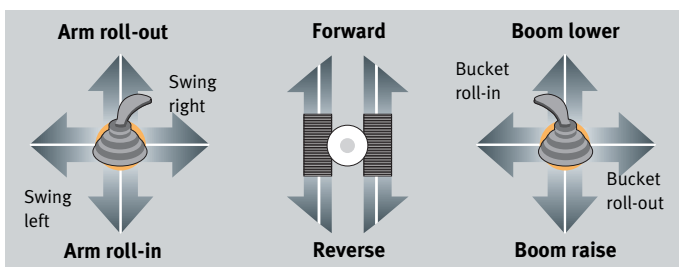 Arm roll-out
Swing
right
Swing
left
Arm roll-in
Forward
Reverse
Boom lower
Bucket
roll-in
Bucket
roll-out
Boom raise